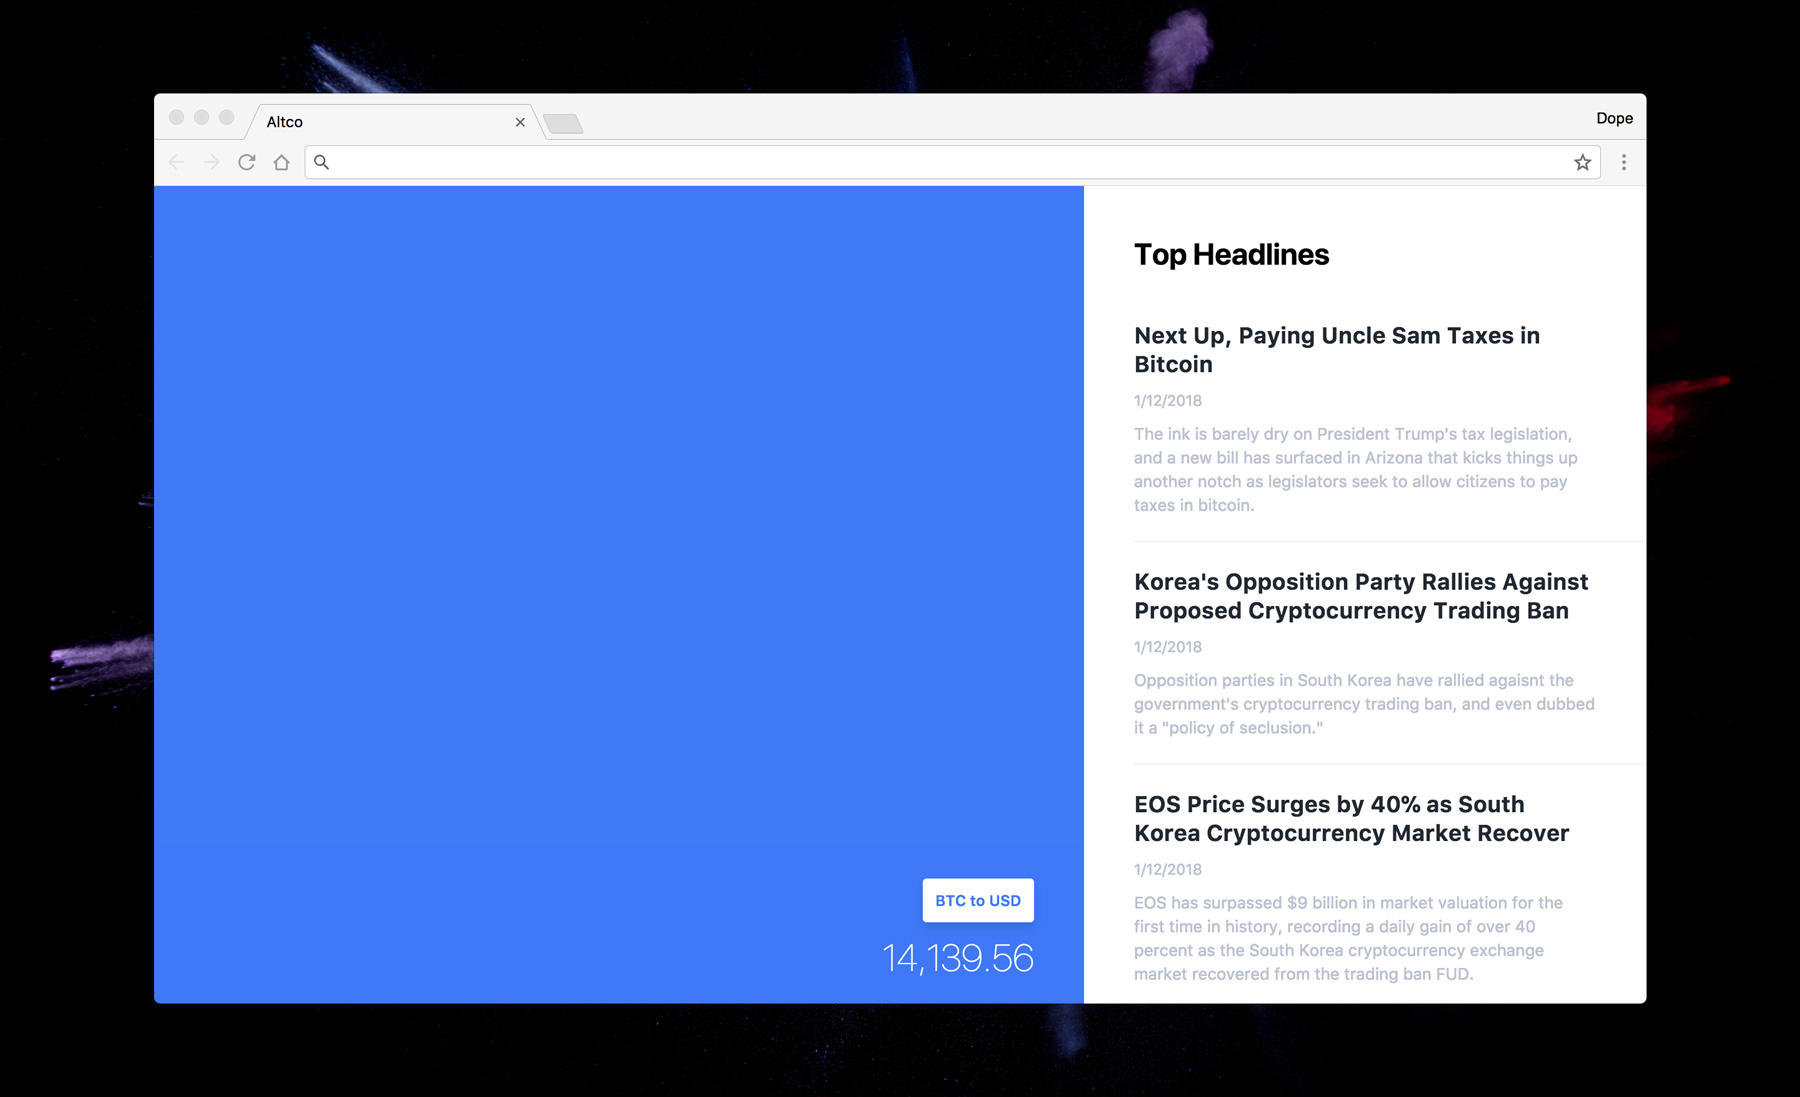 Altco
Dope
BTC to USD
14,139.56
Top Headlines
Next Up, Paying Uncle Sam Taxes in
Bitcoin
1/12/2018
The ink is barely dry on President Trump's tax legislation,
and a new bill has surfaced in Arizona that kicks things up
another notch as legislators seek to allow citizens to pay
taxes in bitcoin.
Korea's Opposition Party Rallies Against
Proposed Cryptocurrency Trading Ban
1/12/2018
Opposition parties in South Korea have rallied agaisnt the
government's cryptocurrency trading ban, and even dubbed
it a "policy of seclusion."
EOS Price Surges by 40% as South
Korea Cryptocurrency Market Recover
1/12/2018
EOS has surpassed $9 billion in market valuation for the
first time in history, recording a daily gain of over 40
percent as the South Korea cryptocurrency exchange
market recovered from the trading ban FUD.